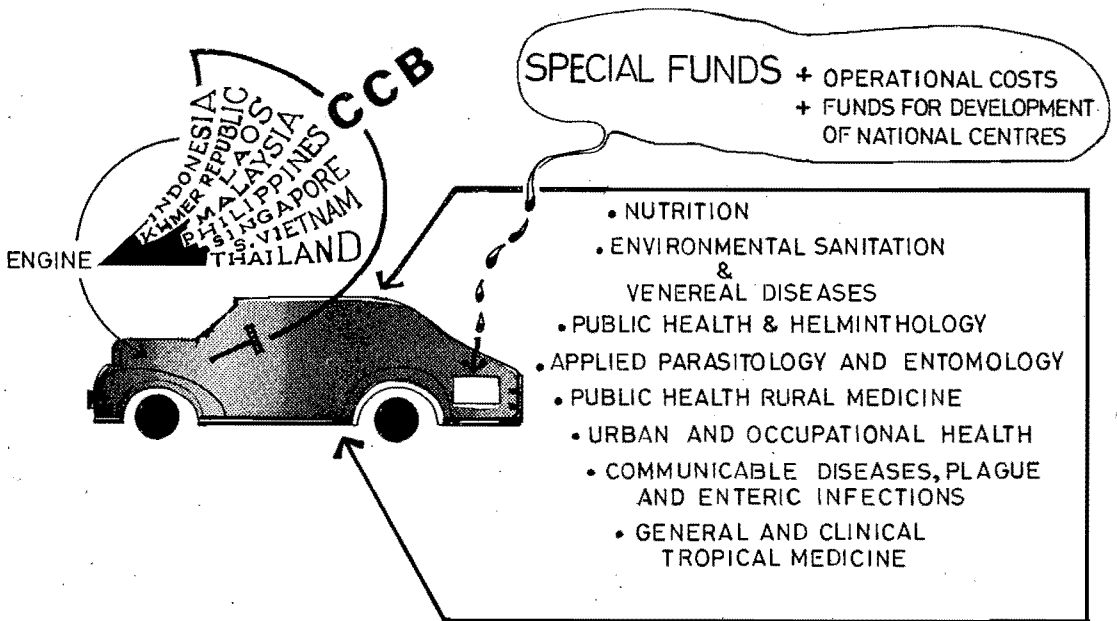 CCB
INDONESIA
KHMER REPUBLIC
LAOS
MALAYSIA
PHILIPPINES
SINGAPORE
S. VIETNAM
THAILAND
ENGINE
SPECIAL FUNDS + OPERATIONAL COSTS
+ FUNDS FOR DEVELOPMENT
OF NATIONAL CENTRES
• NUTRITION
• ENVIRONMENTAL SANITATION
&
VENEREAL DISEASES
• PUBLIC HEALTH & HELMINTHOLOGY
• APPLIED PARASITOLOGY AND ENTOMOLOGY
• PUBLIC HEALTH RURAL MEDICINE
• URBAN AND OCCUPATIONAL HEALTH
• COMMUNICABLE DISEASES, PLAGUE
AND ENTERIC INFECTIONS
• GENERAL AND CLINICAL
TROPICAL MEDICINE